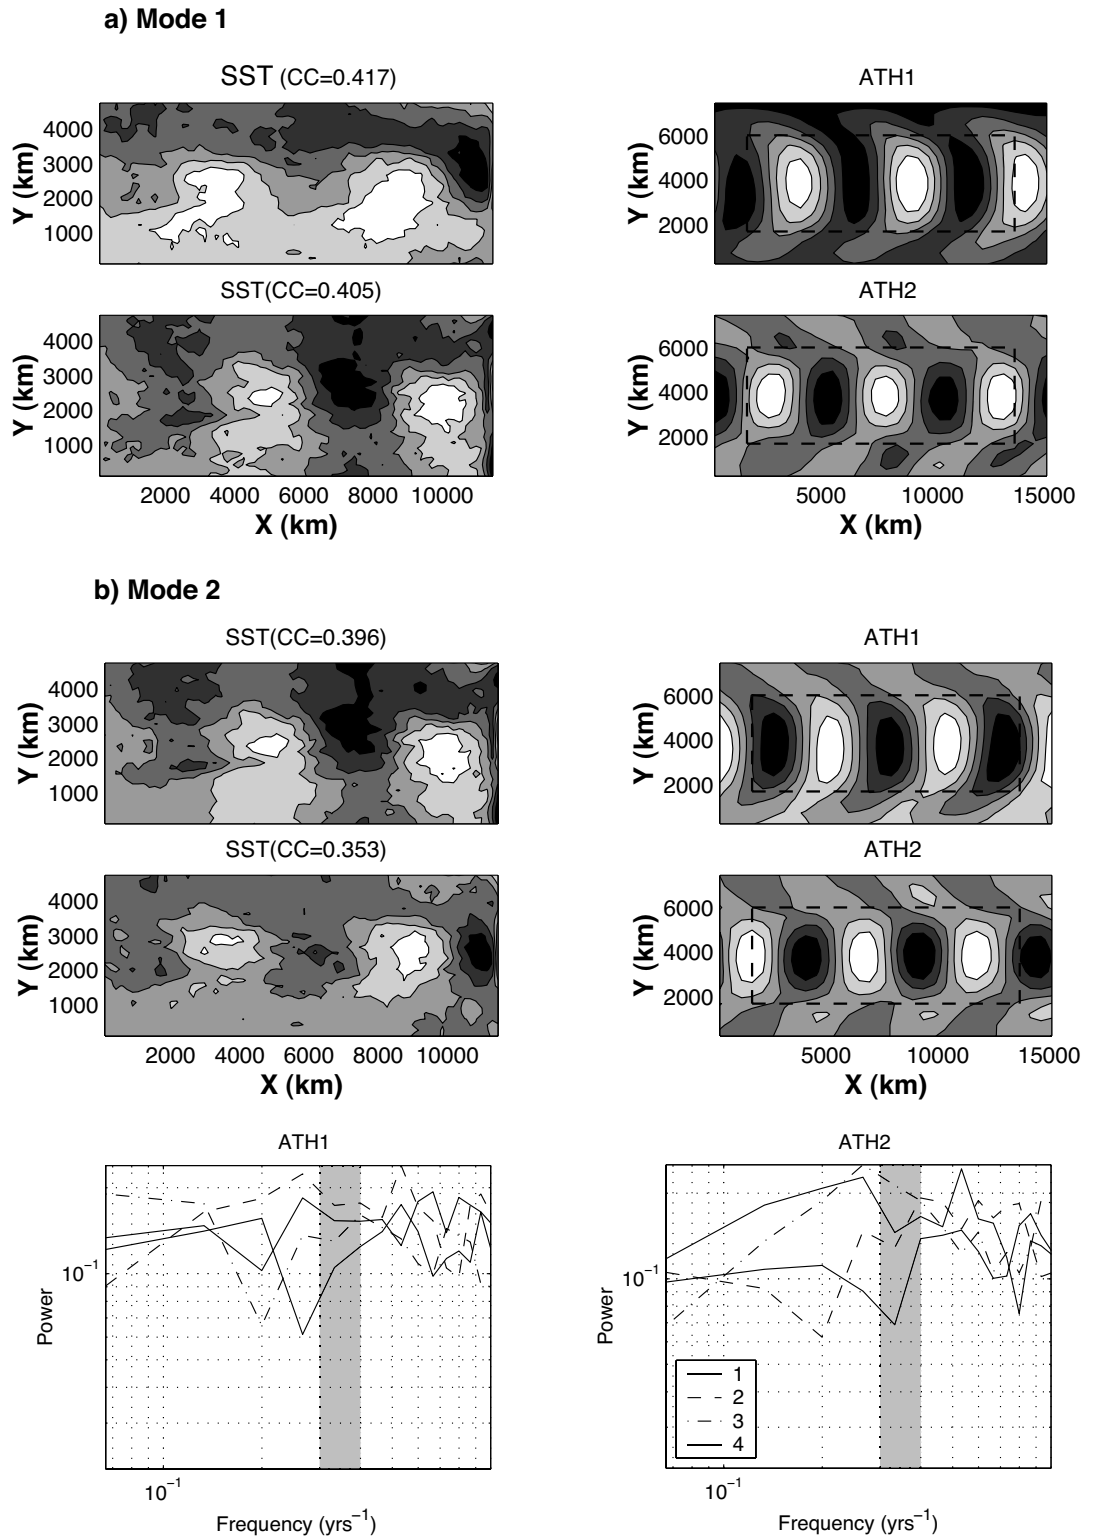 a) Mode 1
SST (CC=0.417)
ATH1
4000
3000
2000
1000
Y (km)
6000
4000
2000
Y (km)
SST(CC=0.405)
ATH2
4000
3000
2000
1000
Y (km)
6000
4000
2000
Y (km)
2000 4000 6000 8000 10000
X (km)
5000 10000 15000
X (km)
b) Mode 2
SST(CC=0.396)
ATH1
4000
3000
2000
1000
Y (km)
6000
4000
2000
Y (km)
SST(CC=0.353)
ATH2
4000
3000
2000
1000
Y (km)
6000
4000
2000
Y (km)
2000 4000 6000 8000 10000
X (km)
5000 10000 15000
X (km)
ATH1
10⁻¹
Power
10⁻¹
Frequency (yrs⁻¹)
ATH2
10⁻¹
Power
1
2
3
4
10⁻¹
Frequency (yrs⁻¹)